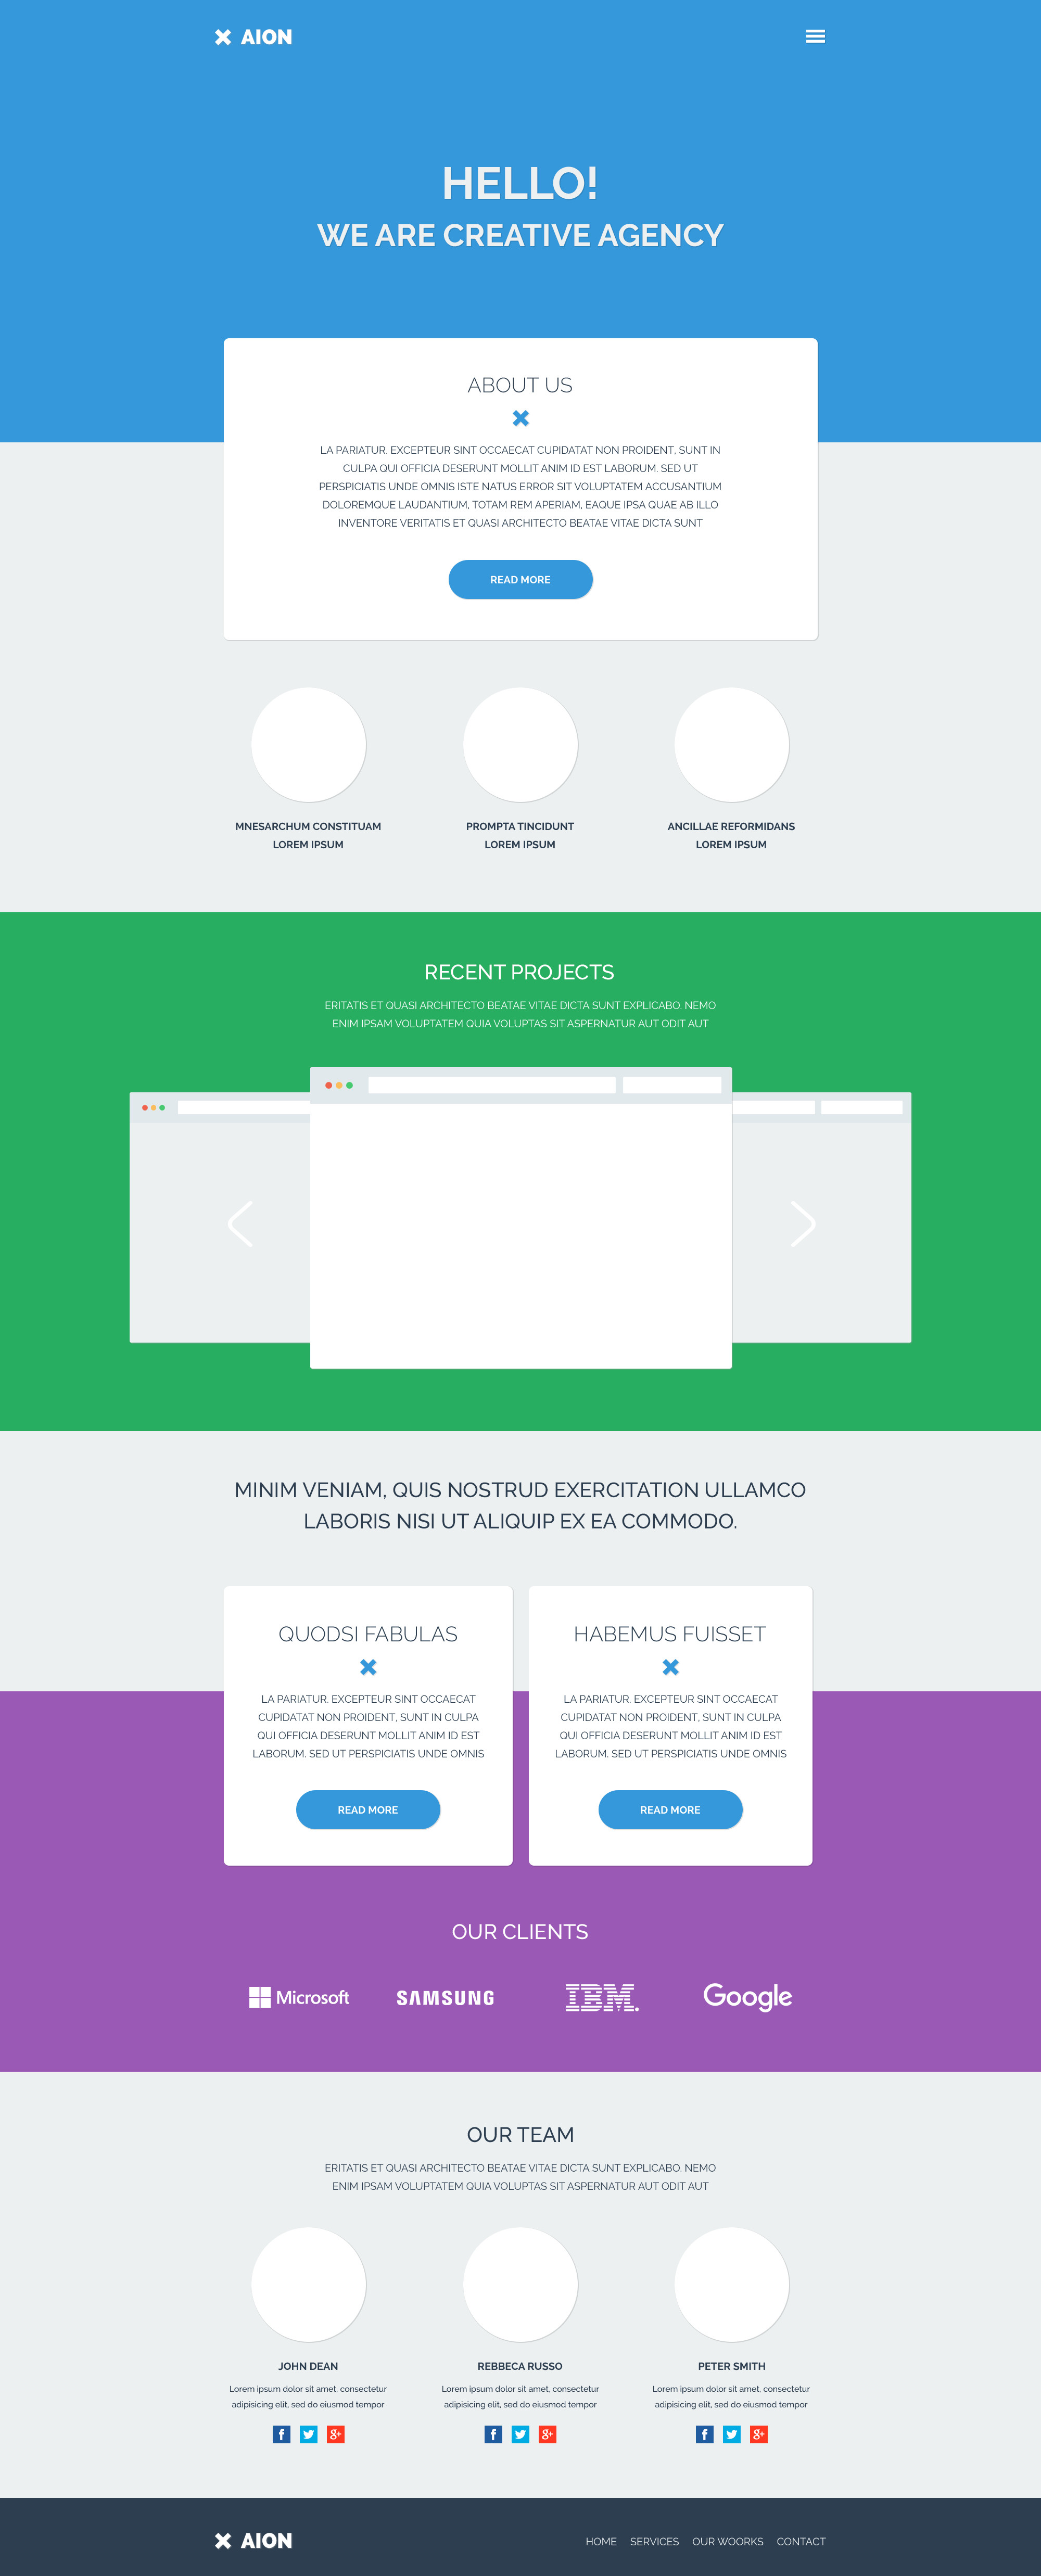 AION
HELLO!
WE ARE CREATIVE AGENCY
ABOUT US
LA PARIATUR. EXCEPTEUR SINT OCCAECAT CUPIDATAT NON PROIDENT, SUNT IN
CULPA QUI OFFICIA DESERUNT MOLLIT ANIM ID EST LABORUM. SED UT
PERSPICIATIS UNDE OMNIS ISTE NATUS ERROR SIT VOLUPTATEM ACCUSANTIUM
DOLOREMQUE LAUDANTIUM, TOTAM REM APERIAM, EAQUE IPSA QUAE AB ILLO
INVENTORE VERITATIS ET QUASI ARCHITECTO BEATAE VITAE DICTA SUNT
READ MORE
MNESARCHUM CONSTITUAM
LOREM IPSUM
PROMPTA TINCIDUNT
LOREM IPSUM
ANCILLAE REFORMIDANS
LOREM IPSUM
RECENT PROJECTS
ERITATIS ET QUASI ARCHITECTO BEATAE VITAE DICTA SUNT EXPLICABO. NEMO
ENIM IPSAM VOLUPTATEM QUIA VOLUPTAS SIT ASPERNATUR AUT ODIT AUT
MINIM VENIAM, QUIS NOSTRUD EXERCITATION ULLAMCO
LABORIS NISI UT ALIQUIP EX EA COMMODO.
QUODSI FABULAS
LA PARIATUR. EXCEPTEUR SINT OCCAECAT
CUPIDATAT NON PROIDENT, SUNT IN CULPA
QUI OFFICIA DESERUNT MOLLIT ANIM ID EST
LABORUM. SED UT PERSPICIATIS UNDE OMNIS
READ MORE
HABEMUS FUISSET
LA PARIATUR. EXCEPTEUR SINT OCCAECAT
CUPIDATAT NON PROIDENT, SUNT IN CULPA
QUI OFFICIA DESERUNT MOLLIT ANIM ID EST
LABORUM. SED UT PERSPICIATIS UNDE OMNIS
READ MORE
OUR CLIENTS
Microsoft
SAMSUNG
IBM.
Google
OUR TEAM
ERITATIS ET QUASI ARCHITECTO BEATAE VITAE DICTA SUNT EXPLICABO. NEMO
ENIM IPSAM VOLUPTATEM QUIA VOLUPTAS SIT ASPERNATUR AUT ODIT AUT
JOHN DEAN
Lorem ipsum dolor sit amet, consectetur
adipisicing elit, sed do eiusmod tempor
f
g+
REBBECA RUSSO
Lorem ipsum dolor sit amet, consectetur
adipisicing elit, sed do eiusmod tempor
f
g+
PETER SMITH
Lorem ipsum dolor sit amet, consectetur
adipisicing elit, sed do eiusmod tempor
f
g+
AION
HOME SERVICES OUR WOORKS CONTACT